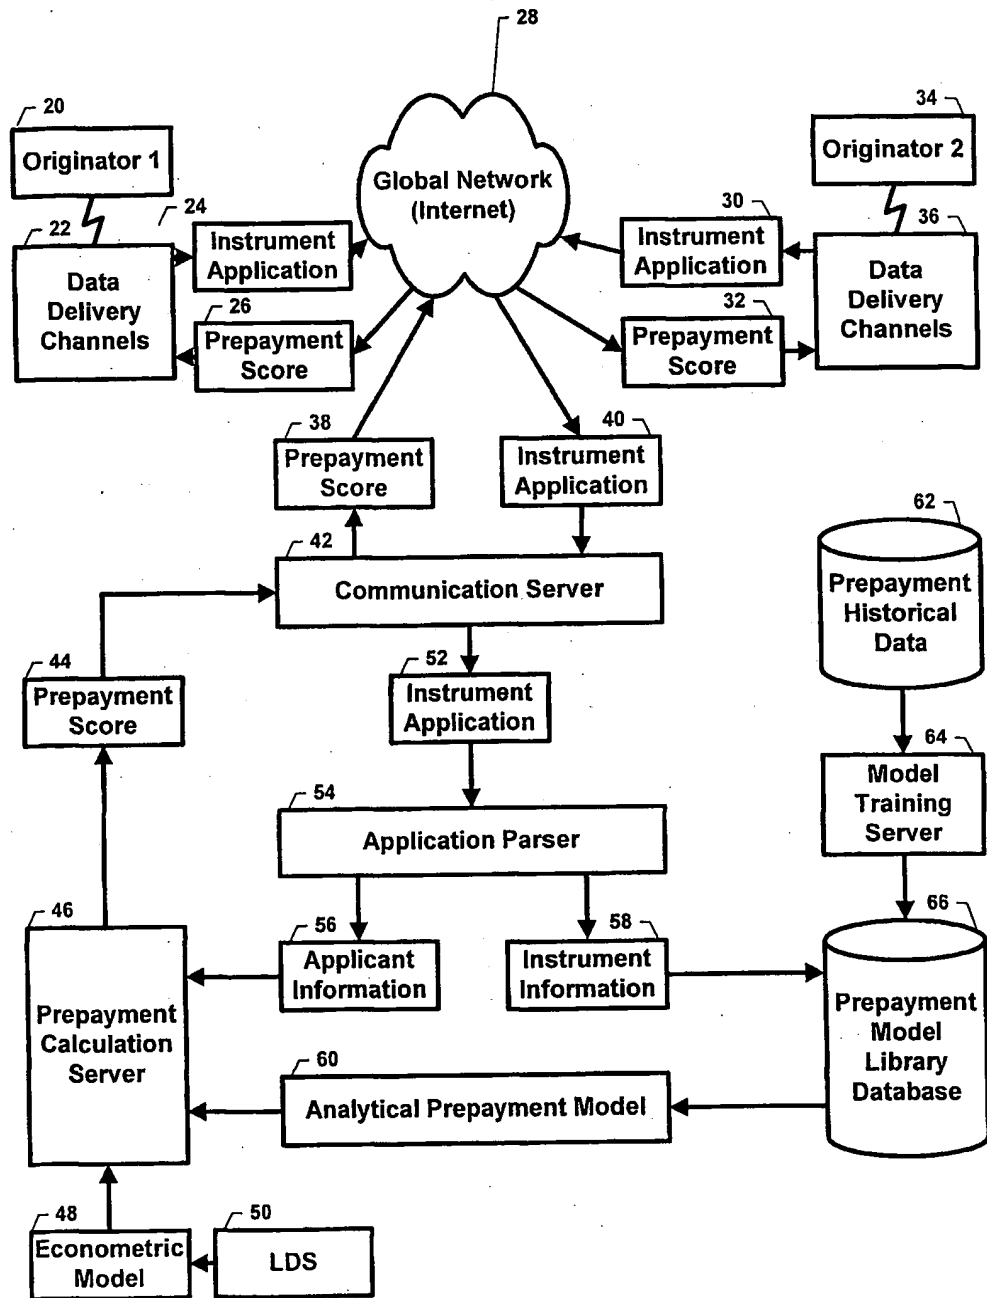 28
20
Originator 1
34
Originator 2
Global Network
(Internet)
24
22
Data
Delivery
Channels
Instrument
Application
30
Instrument
Application
36
Data
Delivery
Channels
26
Prepayment
Score
32
Prepayment
Score
38
Prepayment
Score
40
Instrument
Application
42
Communication Server
62
Prepayment
Historical
Data
44
Prepayment
Score
52
Instrument
Application
64
Model
Training
Server
54
Application Parser
46
Prepayment
Calculation
Server
56
Applicant
Information
58
Instrument
Information
66
Prepayment
Model
Library
Database
60
Analytical Prepayment Model
48
Econometric
Model
50
LDS